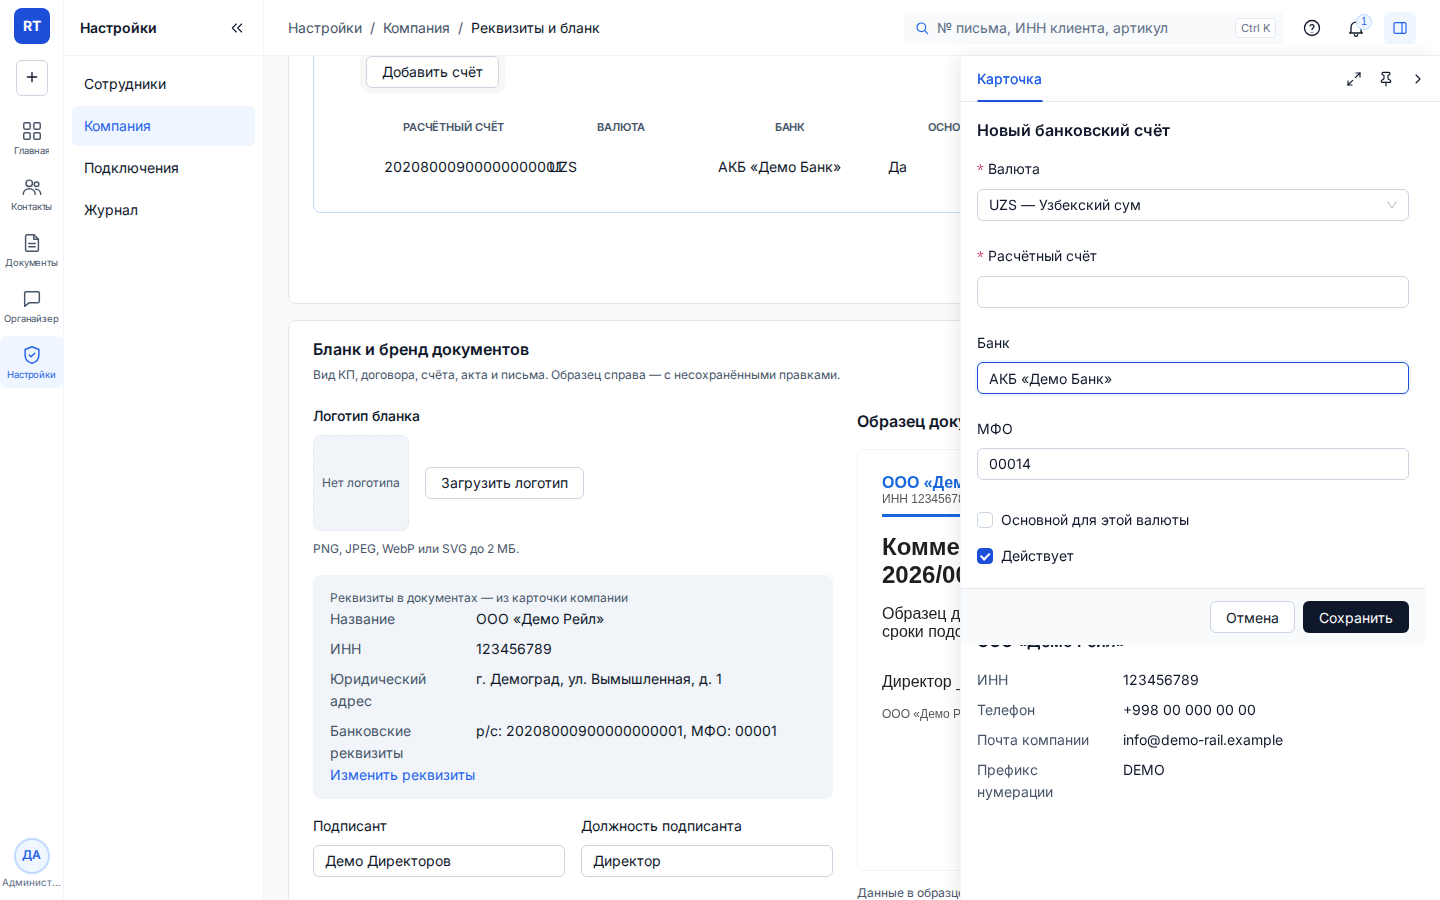 RT
Настройки
Настройки / Компания / Реквизиты и бланк
№ письма, ИНН клиента, артикул
Ctrl K
1
Главная
Контакты
Документы
Органайзер
Настройки
ДА
Админист...
Сотрудники
Компания
Подключения
Журнал
Добавить счёт
РАСЧЁТНЫЙ СЧЁТ ВАЛЮТА БАНК ОСНО
20208000900000000001 UZS АКБ «Демо Банк» Да
Бланк и бренд документов
Вид КП, договора, счёта, акта и письма. Образец справа — с несохранёнными правками.
Логотип бланка
Нет логотипа
Загрузить логотип
PNG, JPEG, WebP или SVG до 2 МБ.
Реквизиты в документах — из карточки компании
Название ООО «Демо Рейл»
ИНН 123456789
Юридический адрес г. Демоград, ул. Вымышленная, д. 1
Банковские реквизиты р/с: 20208000900000000001, МФО: 00001
Изменить реквизиты
Подписант
Должность подписанта
Демо Директоров
Директор
Образец док
ООО «Дем
ИНН 12345678
Комме
2026/00
Образец д
сроки подс
Директор _
ООО «Демо Р
Данные в образце
Карточка
Новый банковский счёт
* Валюта
UZS — Узбекский сум
* Расчётный счёт
Банк
АКБ «Демо Банк»
МФО
00014
Основной для этой валюты
Действует
Отмена
Сохранить
ООО «Демо Рейл»
ИНН 123456789
Телефон +998 00 000 00 00
Почта компании info@demo-rail.example
Префикс нумерации DEMO